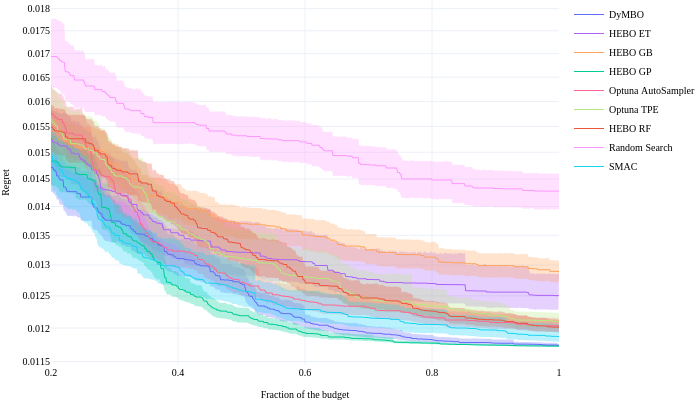 0.018
0.0175
0.017
0.0165
0.016
0.0155
0.015
0.0145
0.014
0.0135
0.013
0.0125
0.012
0.0115
Regret
0.2
0.4
0.6
0.8
1
Fraction of the budget
DyMBO
HEBO ET
HEBO GB
HEBO GP
Optuna AutoSampler
Optuna TPE
HEBO RF
Random Search
SMAC